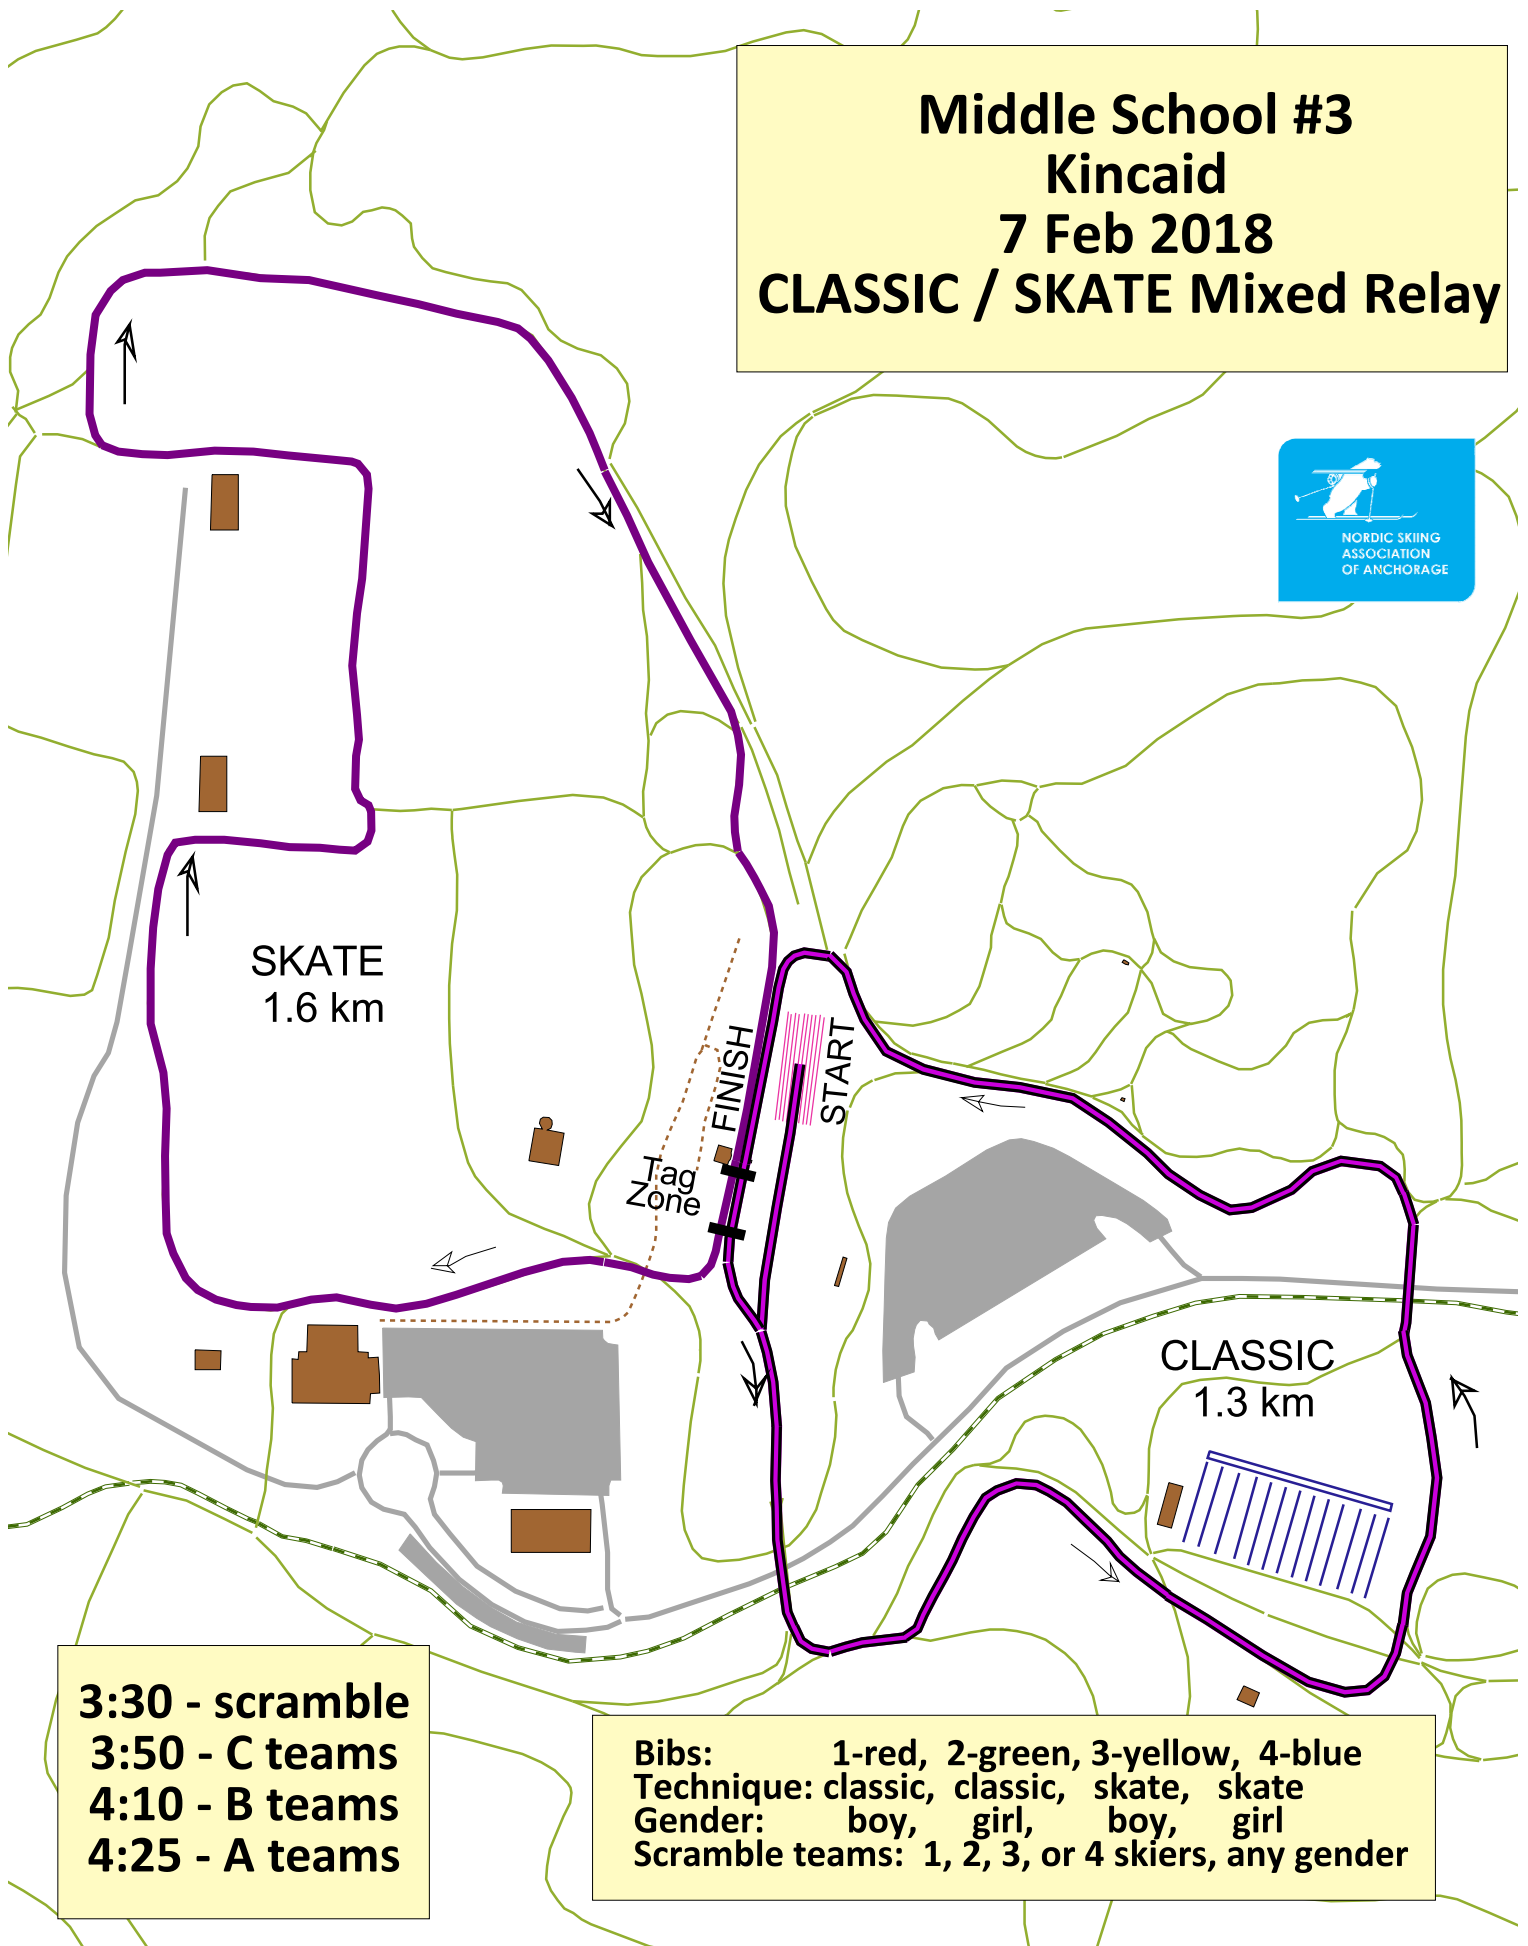 Middle School #3
Kincaid
7 Feb 2018
CLASSIC / SKATE Mixed Relay
NORDIC SKIING
ASSOCIATION
OF ANCHORAGE
SKATE
1.6 km
FINISH
START
Tag
Zone
CLASSIC
1.3 km
3:30 - scramble
3:50 - C teams
4:10 - B teams
4:25 - A teams
Bibs: 1-red, 2-green, 3-yellow, 4-blue
Technique: classic, classic, skate, skate
Gender: boy, girl, boy, girl
Scramble teams: 1, 2, 3, or 4 skiers, any gender